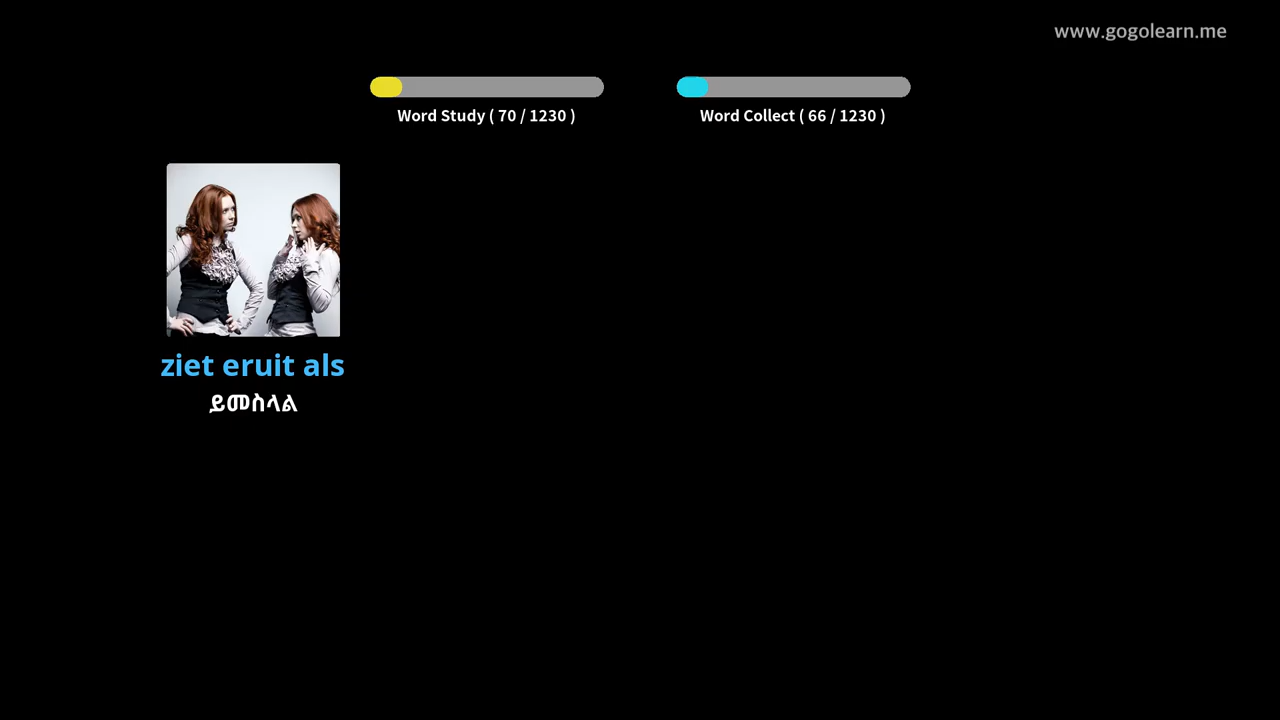 www.gogolearn.me
Word Study ( 70 / 1230 )
Word Collect ( 66 / 1230 )
ziet eruit als
ይመስላል